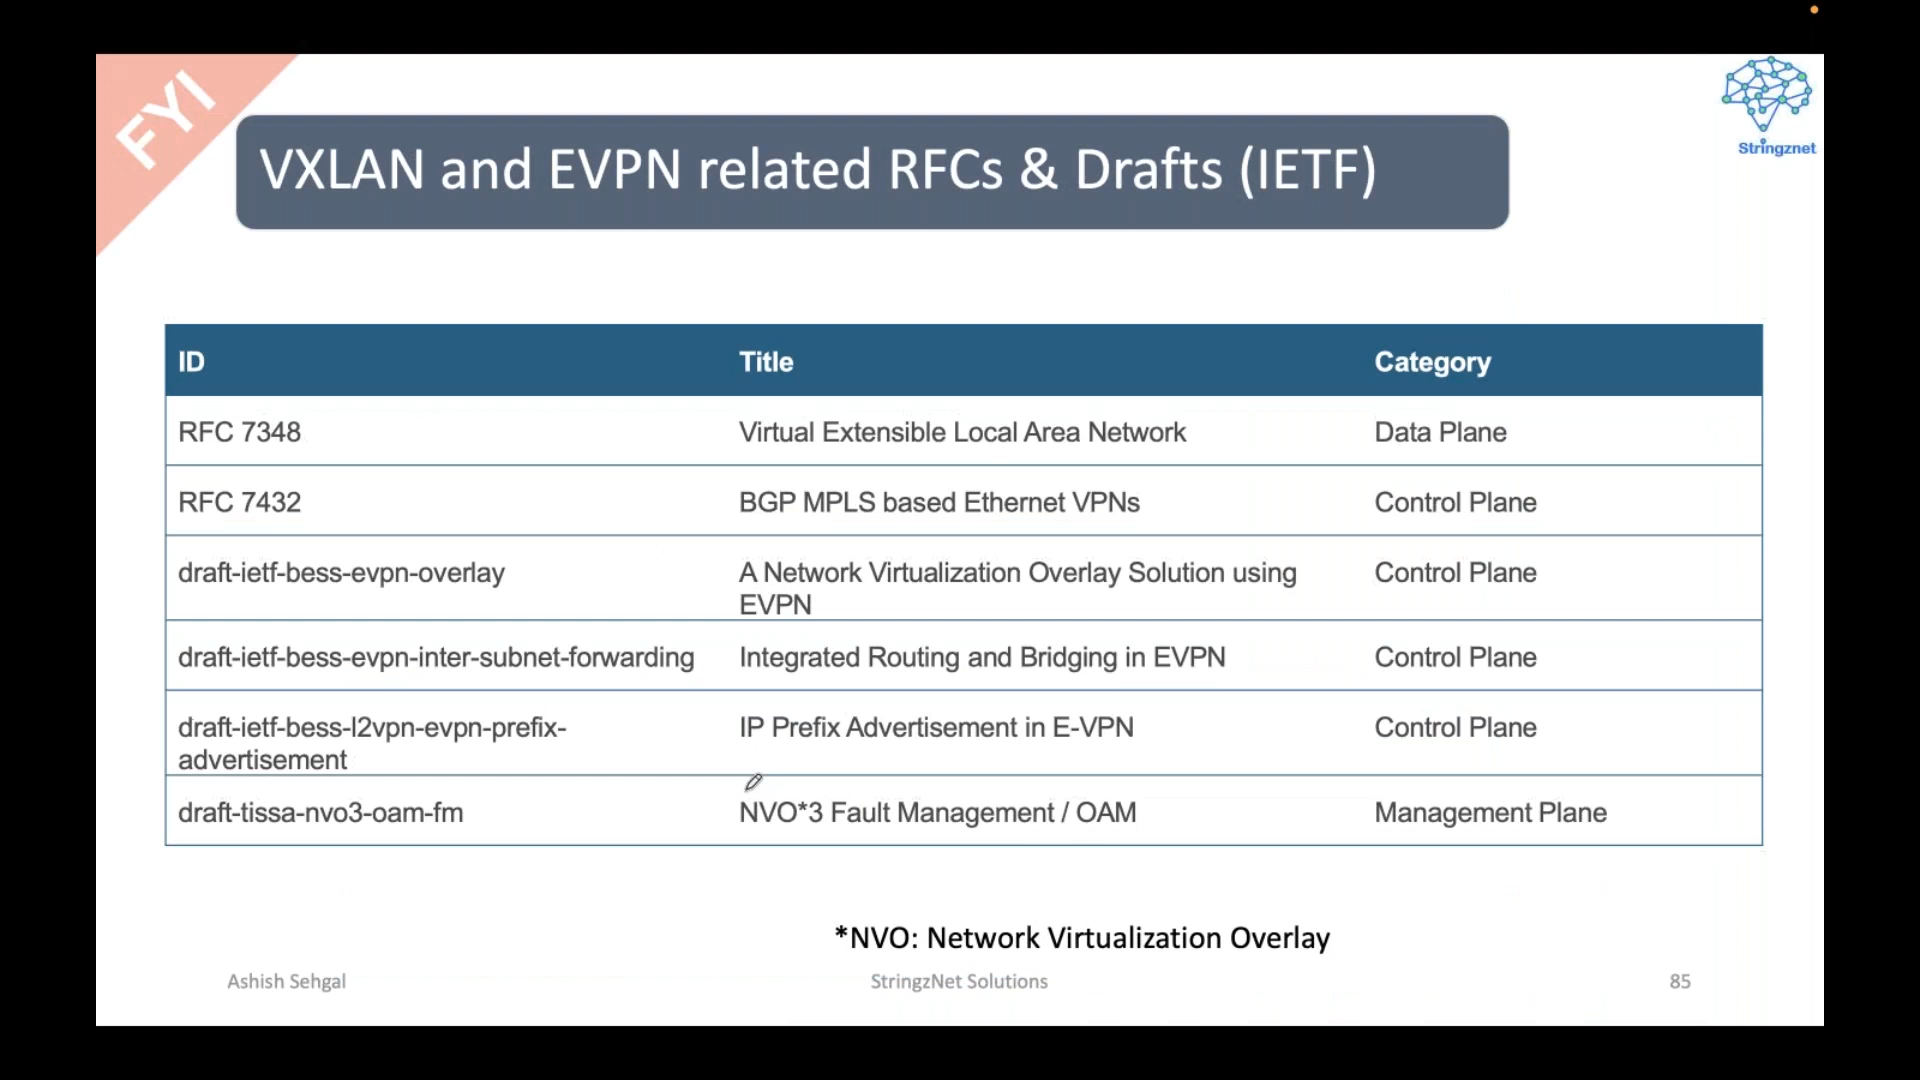 FYI
Stringznet
VXLAN and EVPN related RFCs & Drafts (IETF)
ID Title Category
RFC 7348 Virtual Extensible Local Area Network Data Plane
RFC 7432 BGP MPLS based Ethernet VPNs Control Plane
draft-ietf-bess-evpn-overlay A Network Virtualization Overlay Solution using Control Plane
EVPN
draft-ietf-bess-evpn-inter-subnet-forwarding Integrated Routing and Bridging in EVPN Control Plane
draft-ietf-bess-l2vpn-evpn-prefix- IP Prefix Advertisement in E-VPN Control Plane
advertisement
draft-tissa-nvo3-oam-fm NVO*3 Fault Management / OAM Management Plane
*NVO: Network Virtualization Overlay
Ashish Sehgal StringzNet Solutions 85